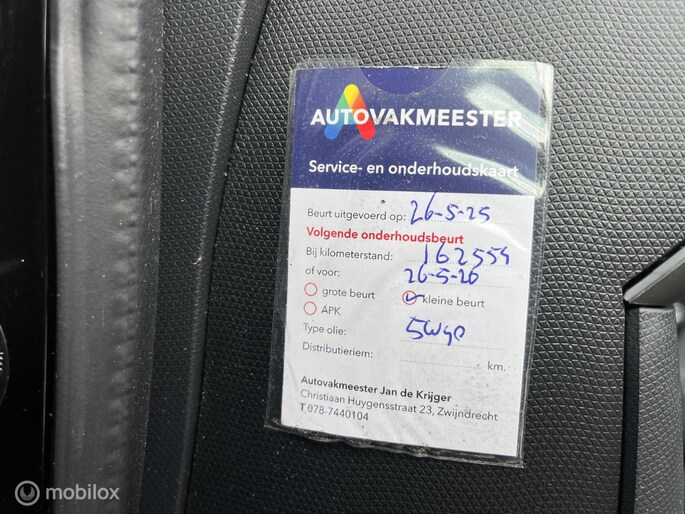 AUTOVAKMEESTER
Service- en onderhoudskaart
Beurt uitgevoerd op: 26-5-25
Volgende onderhoudsbeurt
Bij kilometerstand: 162554
of voor: 26-5-26
grote beurt kleine beurt
APK
Type olie: 5W40
Distributieriem: km.
Autovakmeester Jan de Krijger
Christiaan Huygensstraat 23, Zwijndrecht
T 078-7440104
mobilox